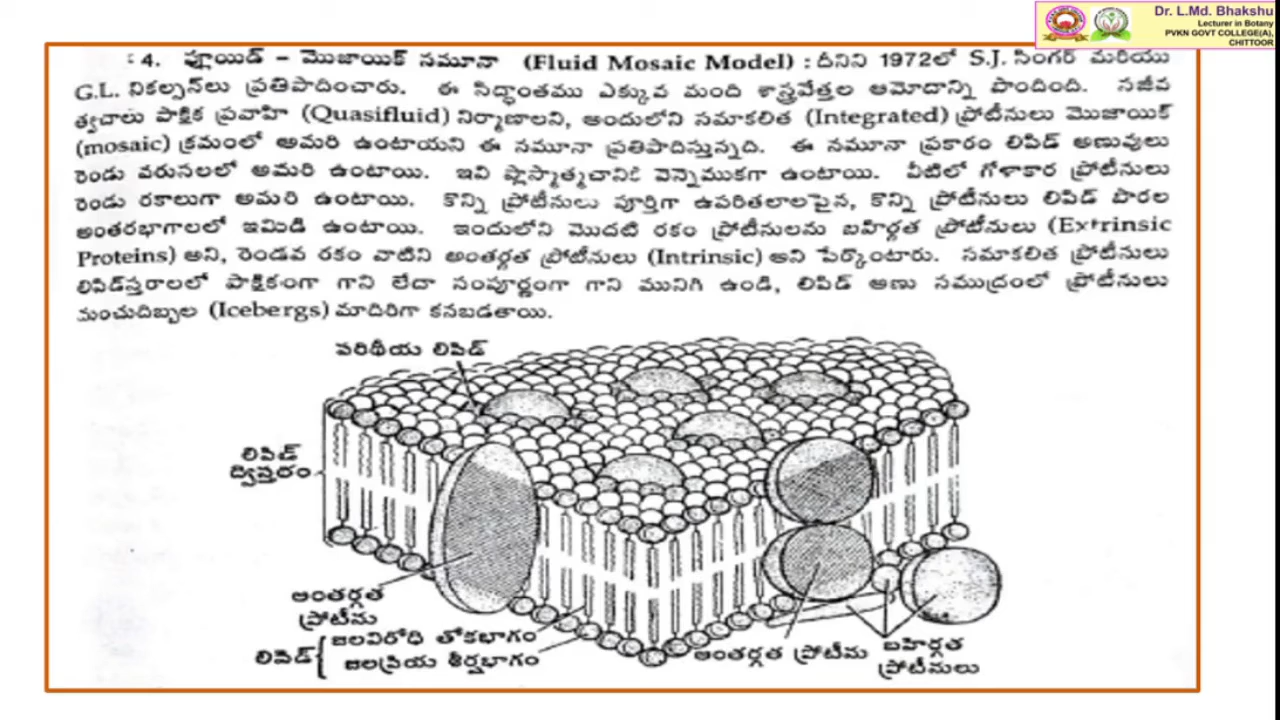 Dr. L.Md. Bhakshu
Lecturer in Botany
PVKN GOVT COLLEGE(A),
CHITTOOR
4. ఫ్లూయిడ్ – మొజాయిక్ నమూనా (Fluid Mosaic Model) : దీనిని 1972లో S.J. సింగర్ మరియు
G.L. నికల్సన్‌లు ప్రతిపాదించారు. ఈ సిద్ధాంతము ఎక్కువ మంది శాస్త్రవేత్తల ఆమోదాన్ని పొందింది. సజీవ
త్వచాలు పాక్షిక ప్రవాహి (Quasifluid) నిర్మాణాలని, అందులోని సమాకలిత (Integrated) ప్రోటీనులు మొజాయిక్
(mosaic) క్రమంలో అమరి ఉంటాయని ఈ నమూనా ప్రతిపాదిస్తున్నది. ఈ నమూనా ప్రకారం లిపిడ్ అణువులు
రెండు వరుసలలో అమరి ఉంటాయి. ఇవి ప్లాస్మాత్వచానికి వెన్నెముకగా ఉంటాయి. వీటిలో గోళాకార ప్రోటీనులు
రెండు రకాలుగా అమరి ఉంటాయి. కొన్ని ప్రోటీనులు పూర్తిగా ఉపరితలాలపైన, కొన్ని ప్రోటీనులు లిపిడ్ పొరల
అంతరభాగాలలో ఇమిడి ఉంటాయి. ఇందులోని మొదటి రకం ప్రోటీనులను బహిర్గత ప్రోటీనులు (Extrinsic
Proteins) అని, రెండవ రకం వాటిని అంతర్గత ప్రోటీనులు (Intrinsic) అని పేర్కొంటారు. సమాకలిత ప్రోటీనులు
లిపిడ్‌స్తరాలలో పాక్షికంగా గాని లేదా సంపూర్ణంగా గాని మునిగి ఉండి, లిపిడ్ అణు సముద్రంలో ప్రోటీనులు
మంచుదిబ్బల (Icebergs) మాదిరిగా కనబడతాయి.
పరిధీయ లిపిడ్
లిపిడ్
ద్విస్తరం
అంతర్గత
ప్రోటీను
లిపిడ్ { జలవిరోధి తోకభాగం
జలప్రియ శీర్షభాగం
అంతర్గత ప్రోటీను
బహిర్గత
ప్రోటీనులు